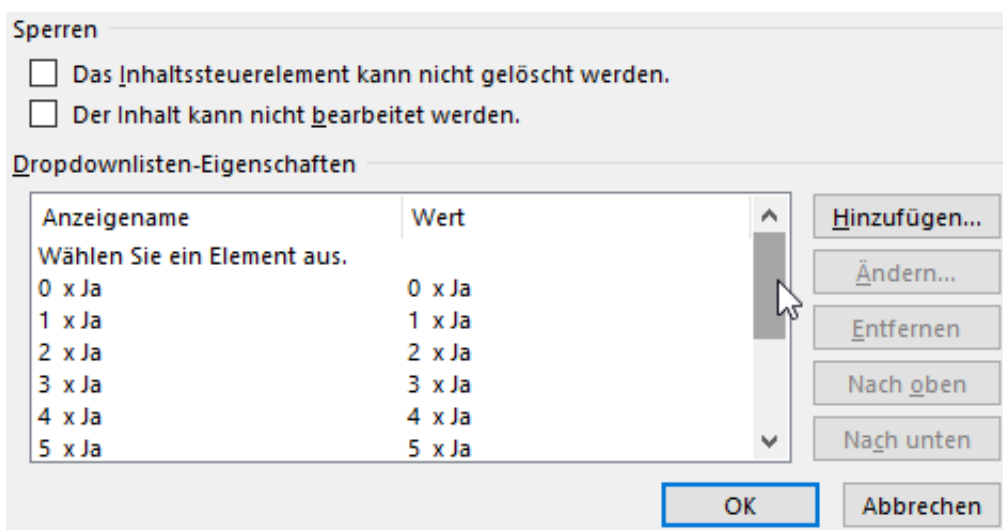 Sperren
Das Inhaltssteuerelement kann nicht gelöscht werden.
Der Inhalt kann nicht bearbeitet werden.
Dropdownlisten-Eigenschaften
Anzeigename Wert Hinzufügen...
Wählen Sie ein Element aus.
0 x Ja 0 x Ja Ändern...
1 x Ja 1 x Ja Entfernen
2 x Ja 2 x Ja
3 x Ja 3 x Ja Nach oben
4 x Ja 4 x Ja
5 x Ja 5 x Ja Nach unten
OK Abbrechen